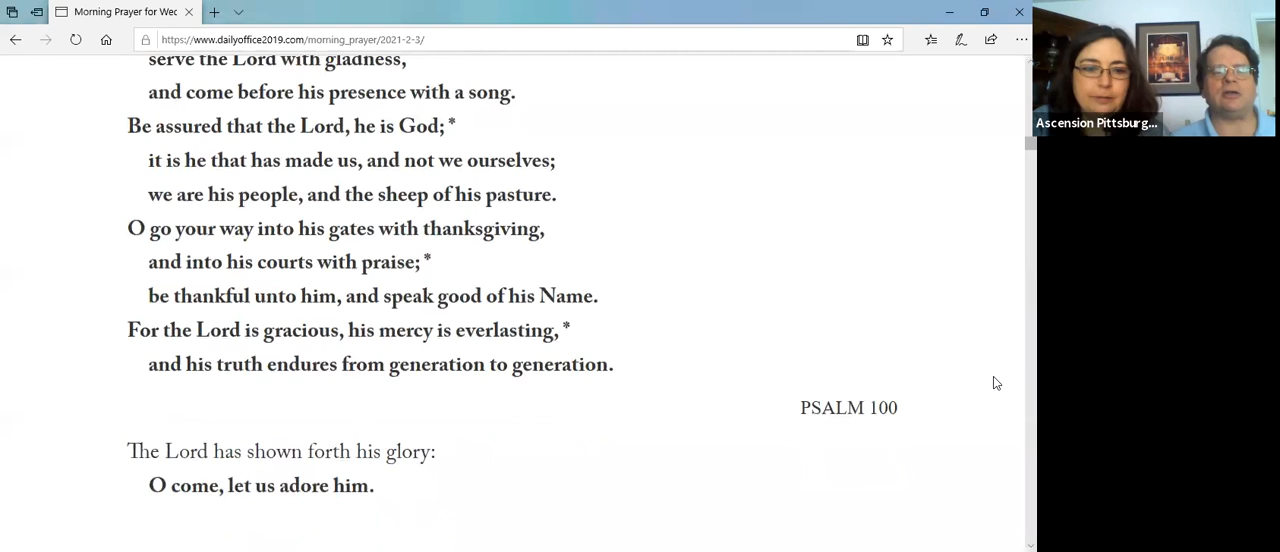 Morning Prayer for Wec
https://www.dailyoffice2019.com/morning_prayer/2021-2-3/
serve the Lord with gladness,
and come before his presence with a song.
Be assured that the Lord, he is God; *
it is he that has made us, and not we ourselves;
we are his people, and the sheep of his pasture.
O go your way into his gates with thanksgiving,
and into his courts with praise; *
be thankful unto him, and speak good of his Name.
For the Lord is gracious, his mercy is everlasting, *
and his truth endures from generation to generation.
PSALM 100
The Lord has shown forth his glory:
O come, let us adore him.
Ascension Pittsburg...